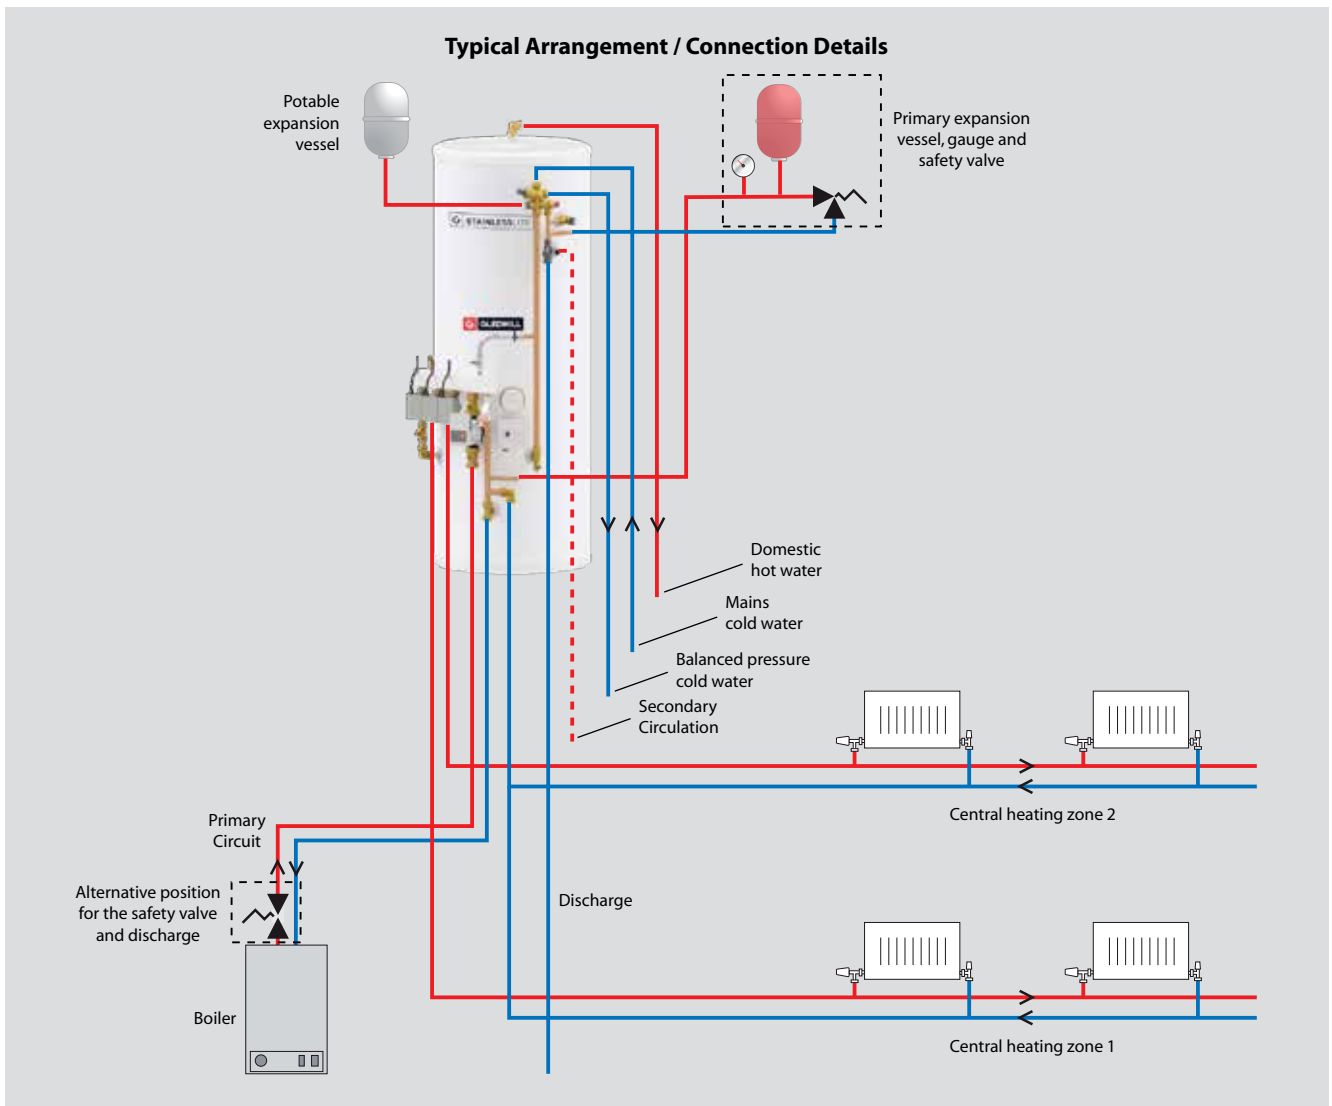 Typical Arrangement / Connection Details
Potable
expansion
vessel
Primary expansion
vessel, gauge and
safety valve
STAINLESSLITE
GLEDHILL
Domestic
hot water
Mains
cold water
Balanced pressure
cold water
Secondary
Circulation
Central heating zone 2
Primary
Circuit
Alternative position
for the safety valve
and discharge
Discharge
Boiler
Central heating zone 1